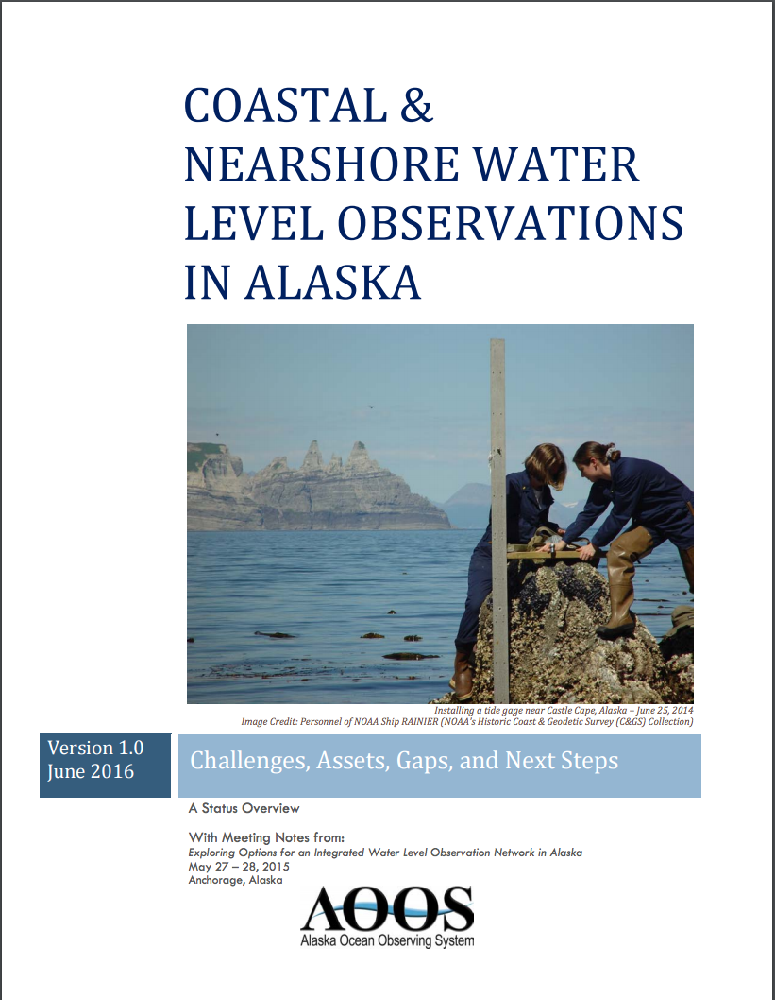 COASTAL &
NEARSHORE WATER
LEVEL OBSERVATIONS
IN ALASKA
Installing a tide gage near Castle Cape, Alaska – June 25, 2014
Image Credit: Personnel of NOAA Ship RAINIER (NOAA's Historic Coast & Geodetic Survey (C&GS) Collection)
Version 1.0
June 2016
Challenges, Assets, Gaps, and Next Steps
A Status Overview
With Meeting Notes from:
Exploring Options for an Integrated Water Level Observation Network in Alaska
May 27 – 28, 2015
Anchorage, Alaska
AOOS
Alaska Ocean Observing System